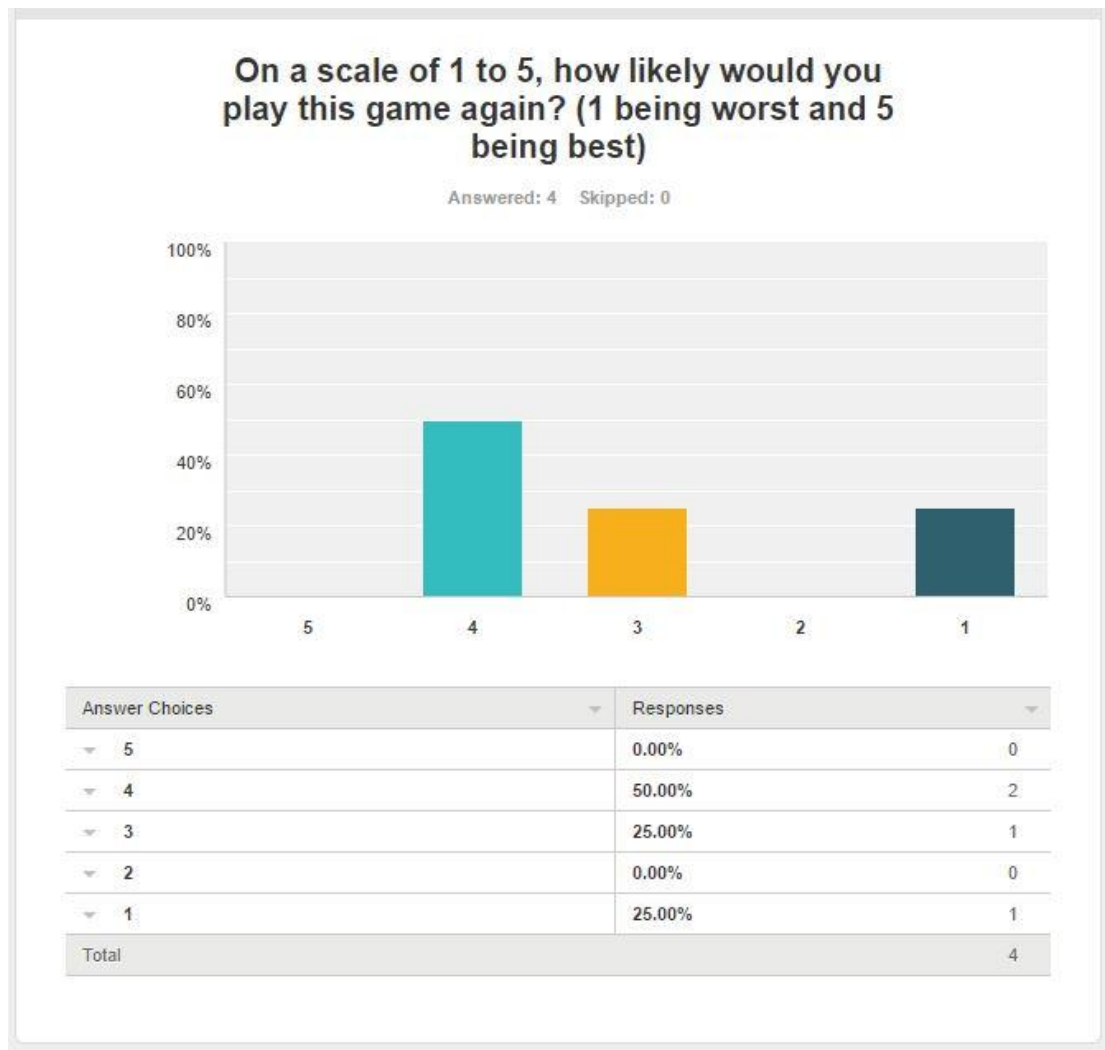 On a scale of 1 to 5, how likely would you
play this game again? (1 being worst and 5
being best)
Answered: 4 Skipped: 0
100%
80%
60%
40%
20%
0%
5 4 3 2 1
Answer Choices Responses
5 0.00% 0
4 50.00% 2
3 25.00% 1
2 0.00% 0
1 25.00% 1
Total 4